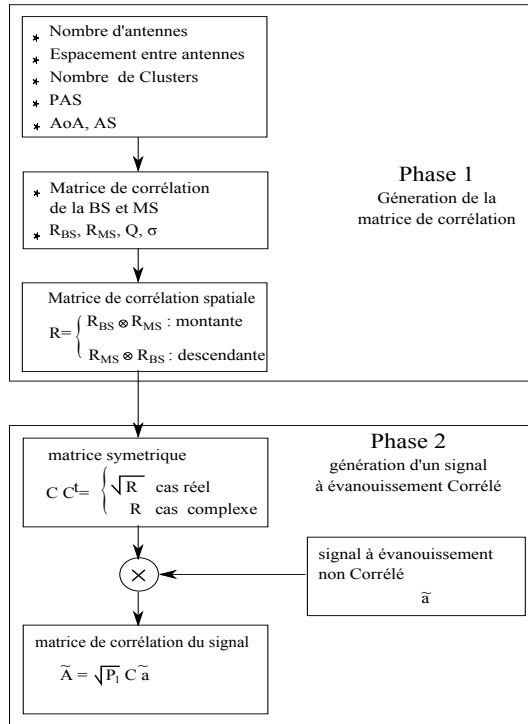 * Nombre d'antennes
* Espacement entre antennes
* Nombre de Clusters
* PAS
* AoA, AS
Phase 1
Géneration de la
matrice de corrélation
* Matrice de corrélation
de la BS et MS
* R_BS, R_MS, Q, σ
Matrice de corrélation spatiale
R= { R_BS ⊗ R_MS : montante
R_MS ⊗ R_BS : descendante
Phase 2
génération d'un signal
à évanouissement Corrélé
matrice symetrique
C C^t = { √R cas réel
R cas complexe
×
signal à évanouissement
non Corrélé
ã
matrice de corrélation du signal
Ã = √P_l C ã